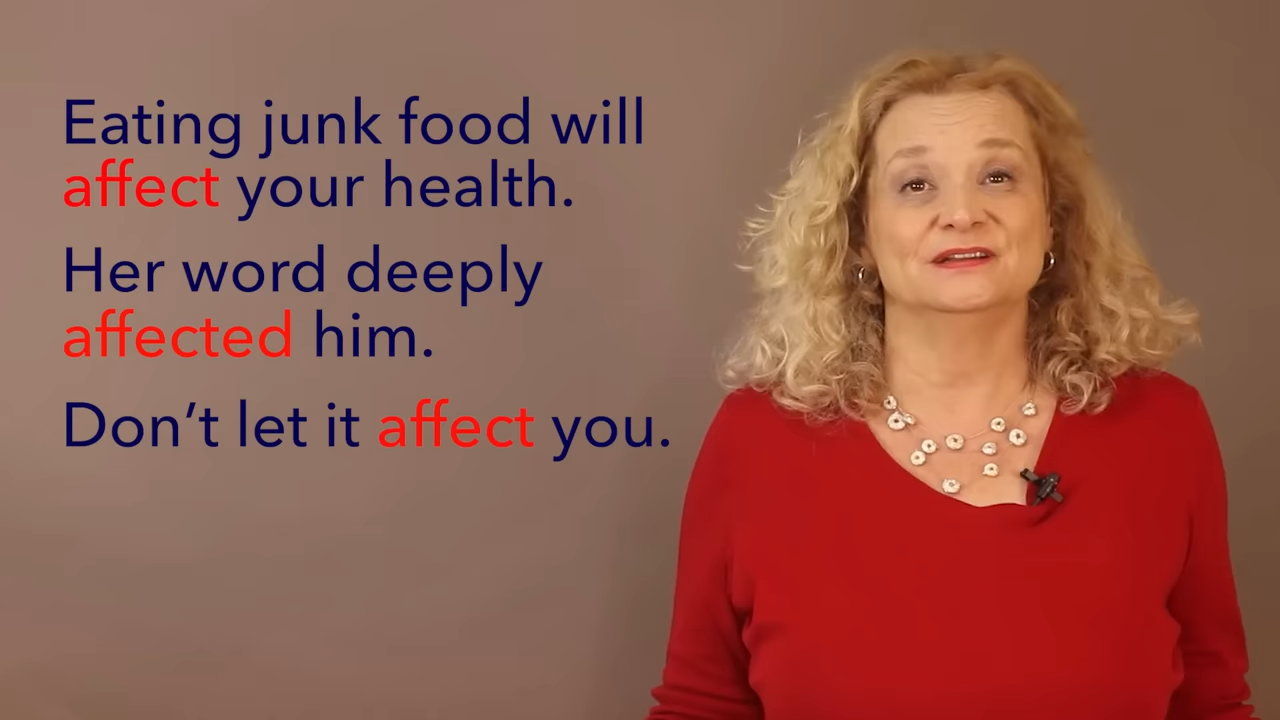 Eating junk food will
affect your health.
Her word deeply
affected him.
Don’t let it affect you.